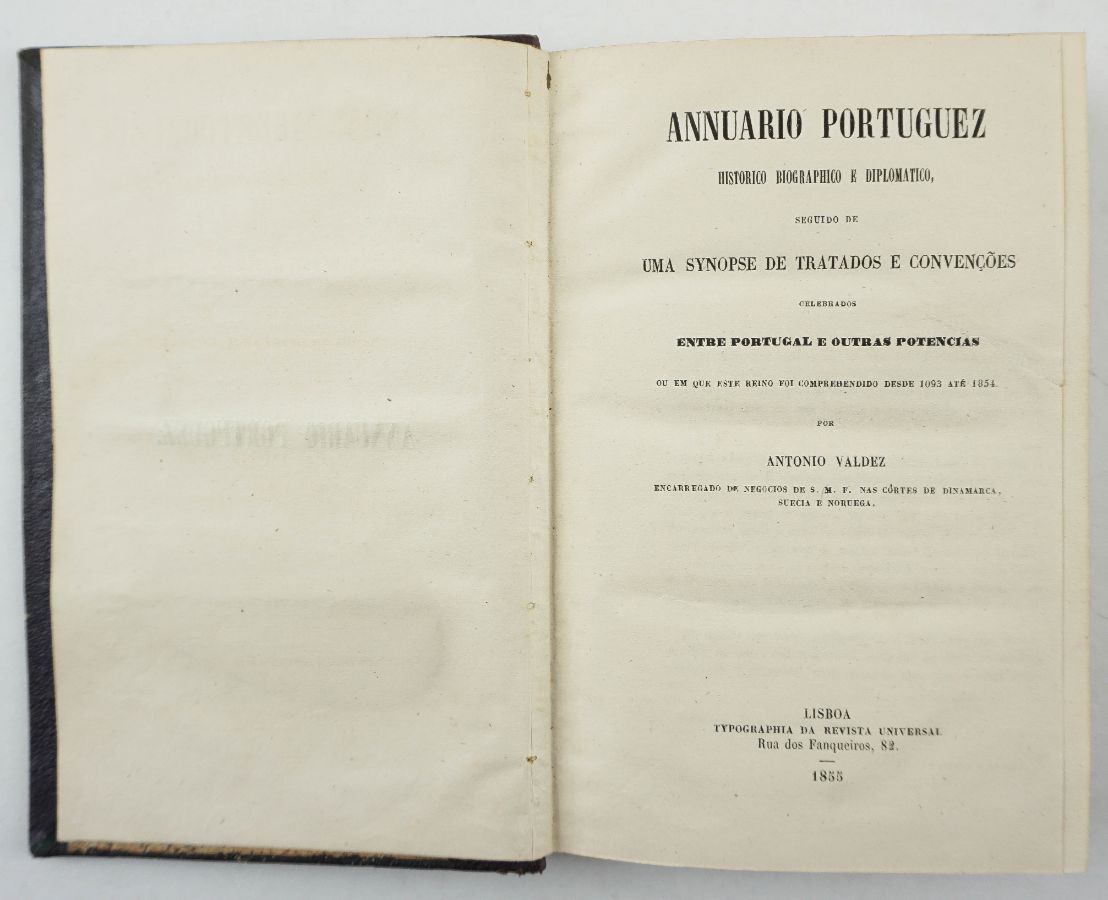 ANNUARIO PORTUGUEZ
HISTORICO BIOGRAPHICO E DIPLOMATICO,
SEGUIDO DE
UMA SYNOPSE DE TRATADOS E CONVENÇÕES
CELEBRADOS
ENTRE PORTUGAL E OUTRAS POTENCIAS
OU EM QUE ESTE REINO FOI COMPREHENDIDO DESDE 1093 ATÉ 1854
POR
ANTONIO VALDEZ
ENCARREGADO DE NEGOCIOS DE S. M. F. NAS CÔRTES DE DINAMARCA,
SUECIA E NORUEGA.
LISBOA
TYPOGRAPHIA DA REVISTA UNIVERSAL
Rua dos Fanqueiros, 82.
1855